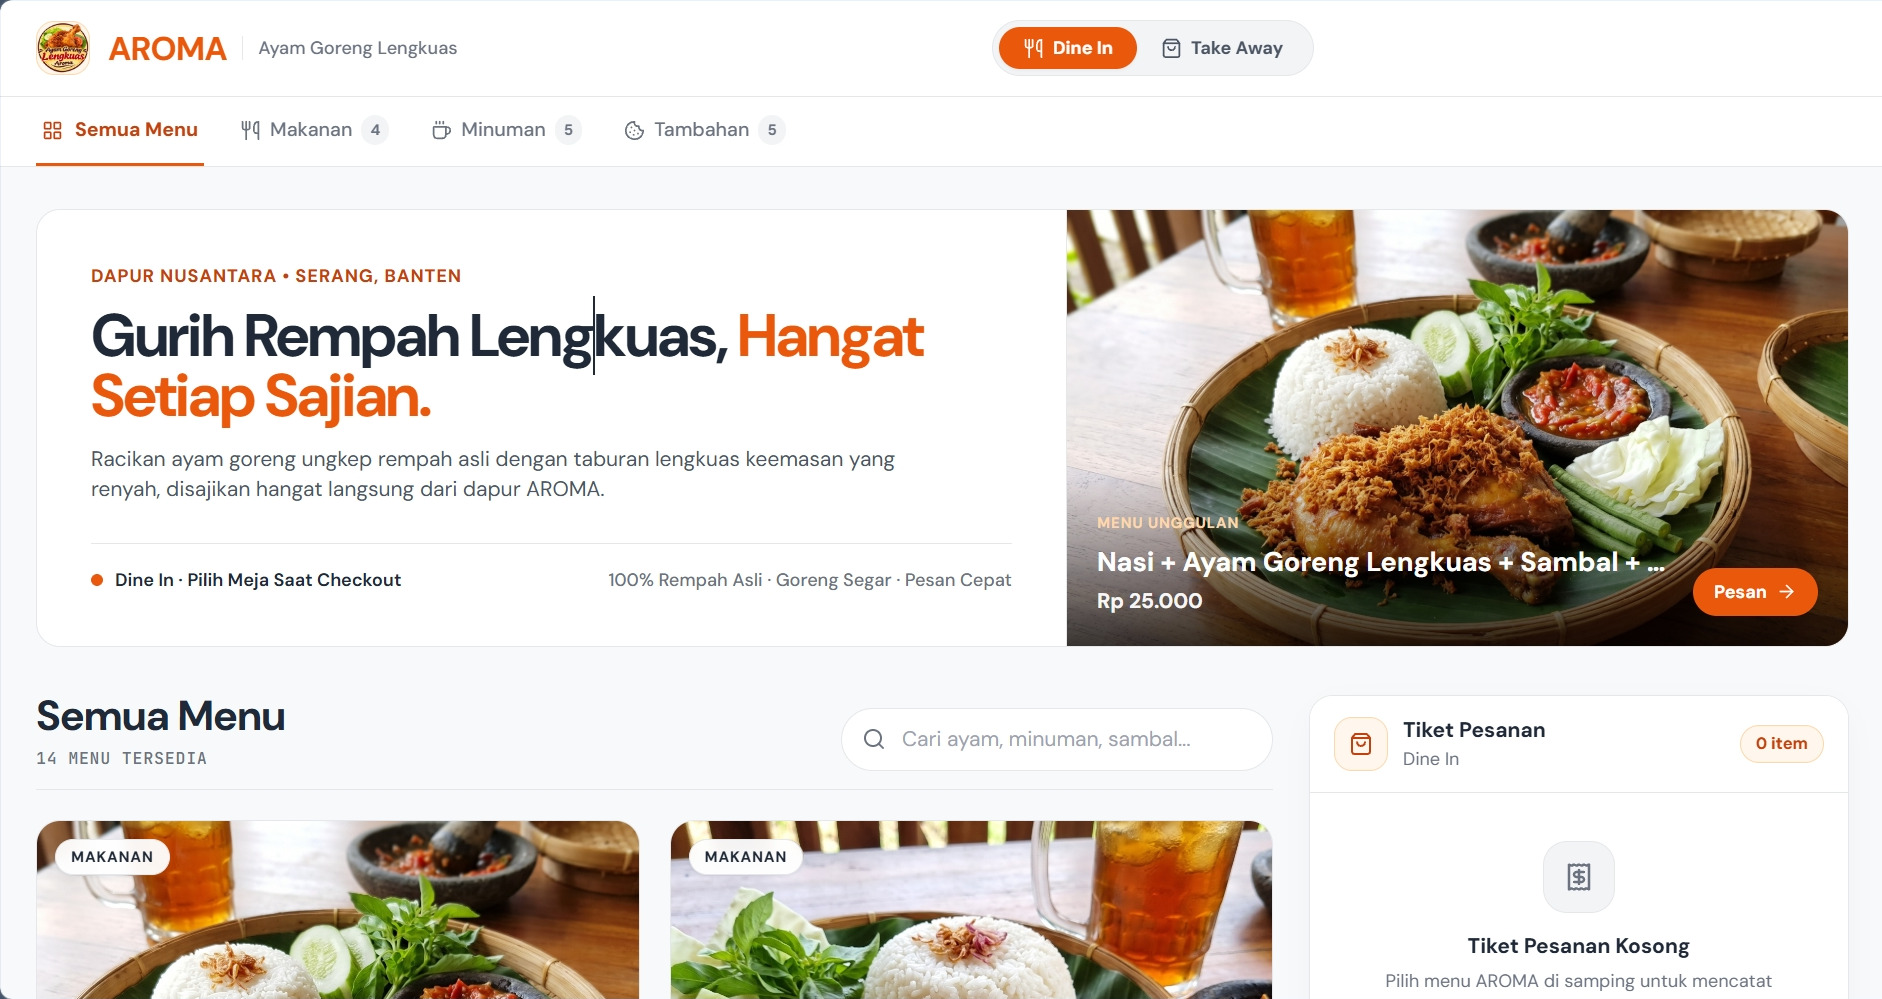 Ayam Goreng
Lengkuas
Aroma
AROMA
Ayam Goreng Lengkuas
Dine In
Take Away
Semua Menu
Makanan 4
Minuman 5
Tambahan 5
DAPUR NUSANTARA • SERANG, BANTEN
Gurih Rempah Lengkuas, Hangat
Setiap Sajian.
Racikan ayam goreng ungkep rempah asli dengan taburan lengkuas keemasan yang
renyah, disajikan hangat langsung dari dapur AROMA.
Dine In · Pilih Meja Saat Checkout
100% Rempah Asli · Goreng Segar · Pesan Cepat
MENU UNGGULAN
Nasi + Ayam Goreng Lengkuas + Sambal + ...
Rp 25.000
Pesan
Semua Menu
14 MENU TERSEDIA
Cari ayam, minuman, sambal...
MAKANAN
MAKANAN
Tiket Pesanan
Dine In
0 item
Tiket Pesanan Kosong
Pilih menu AROMA di samping untuk mencatat